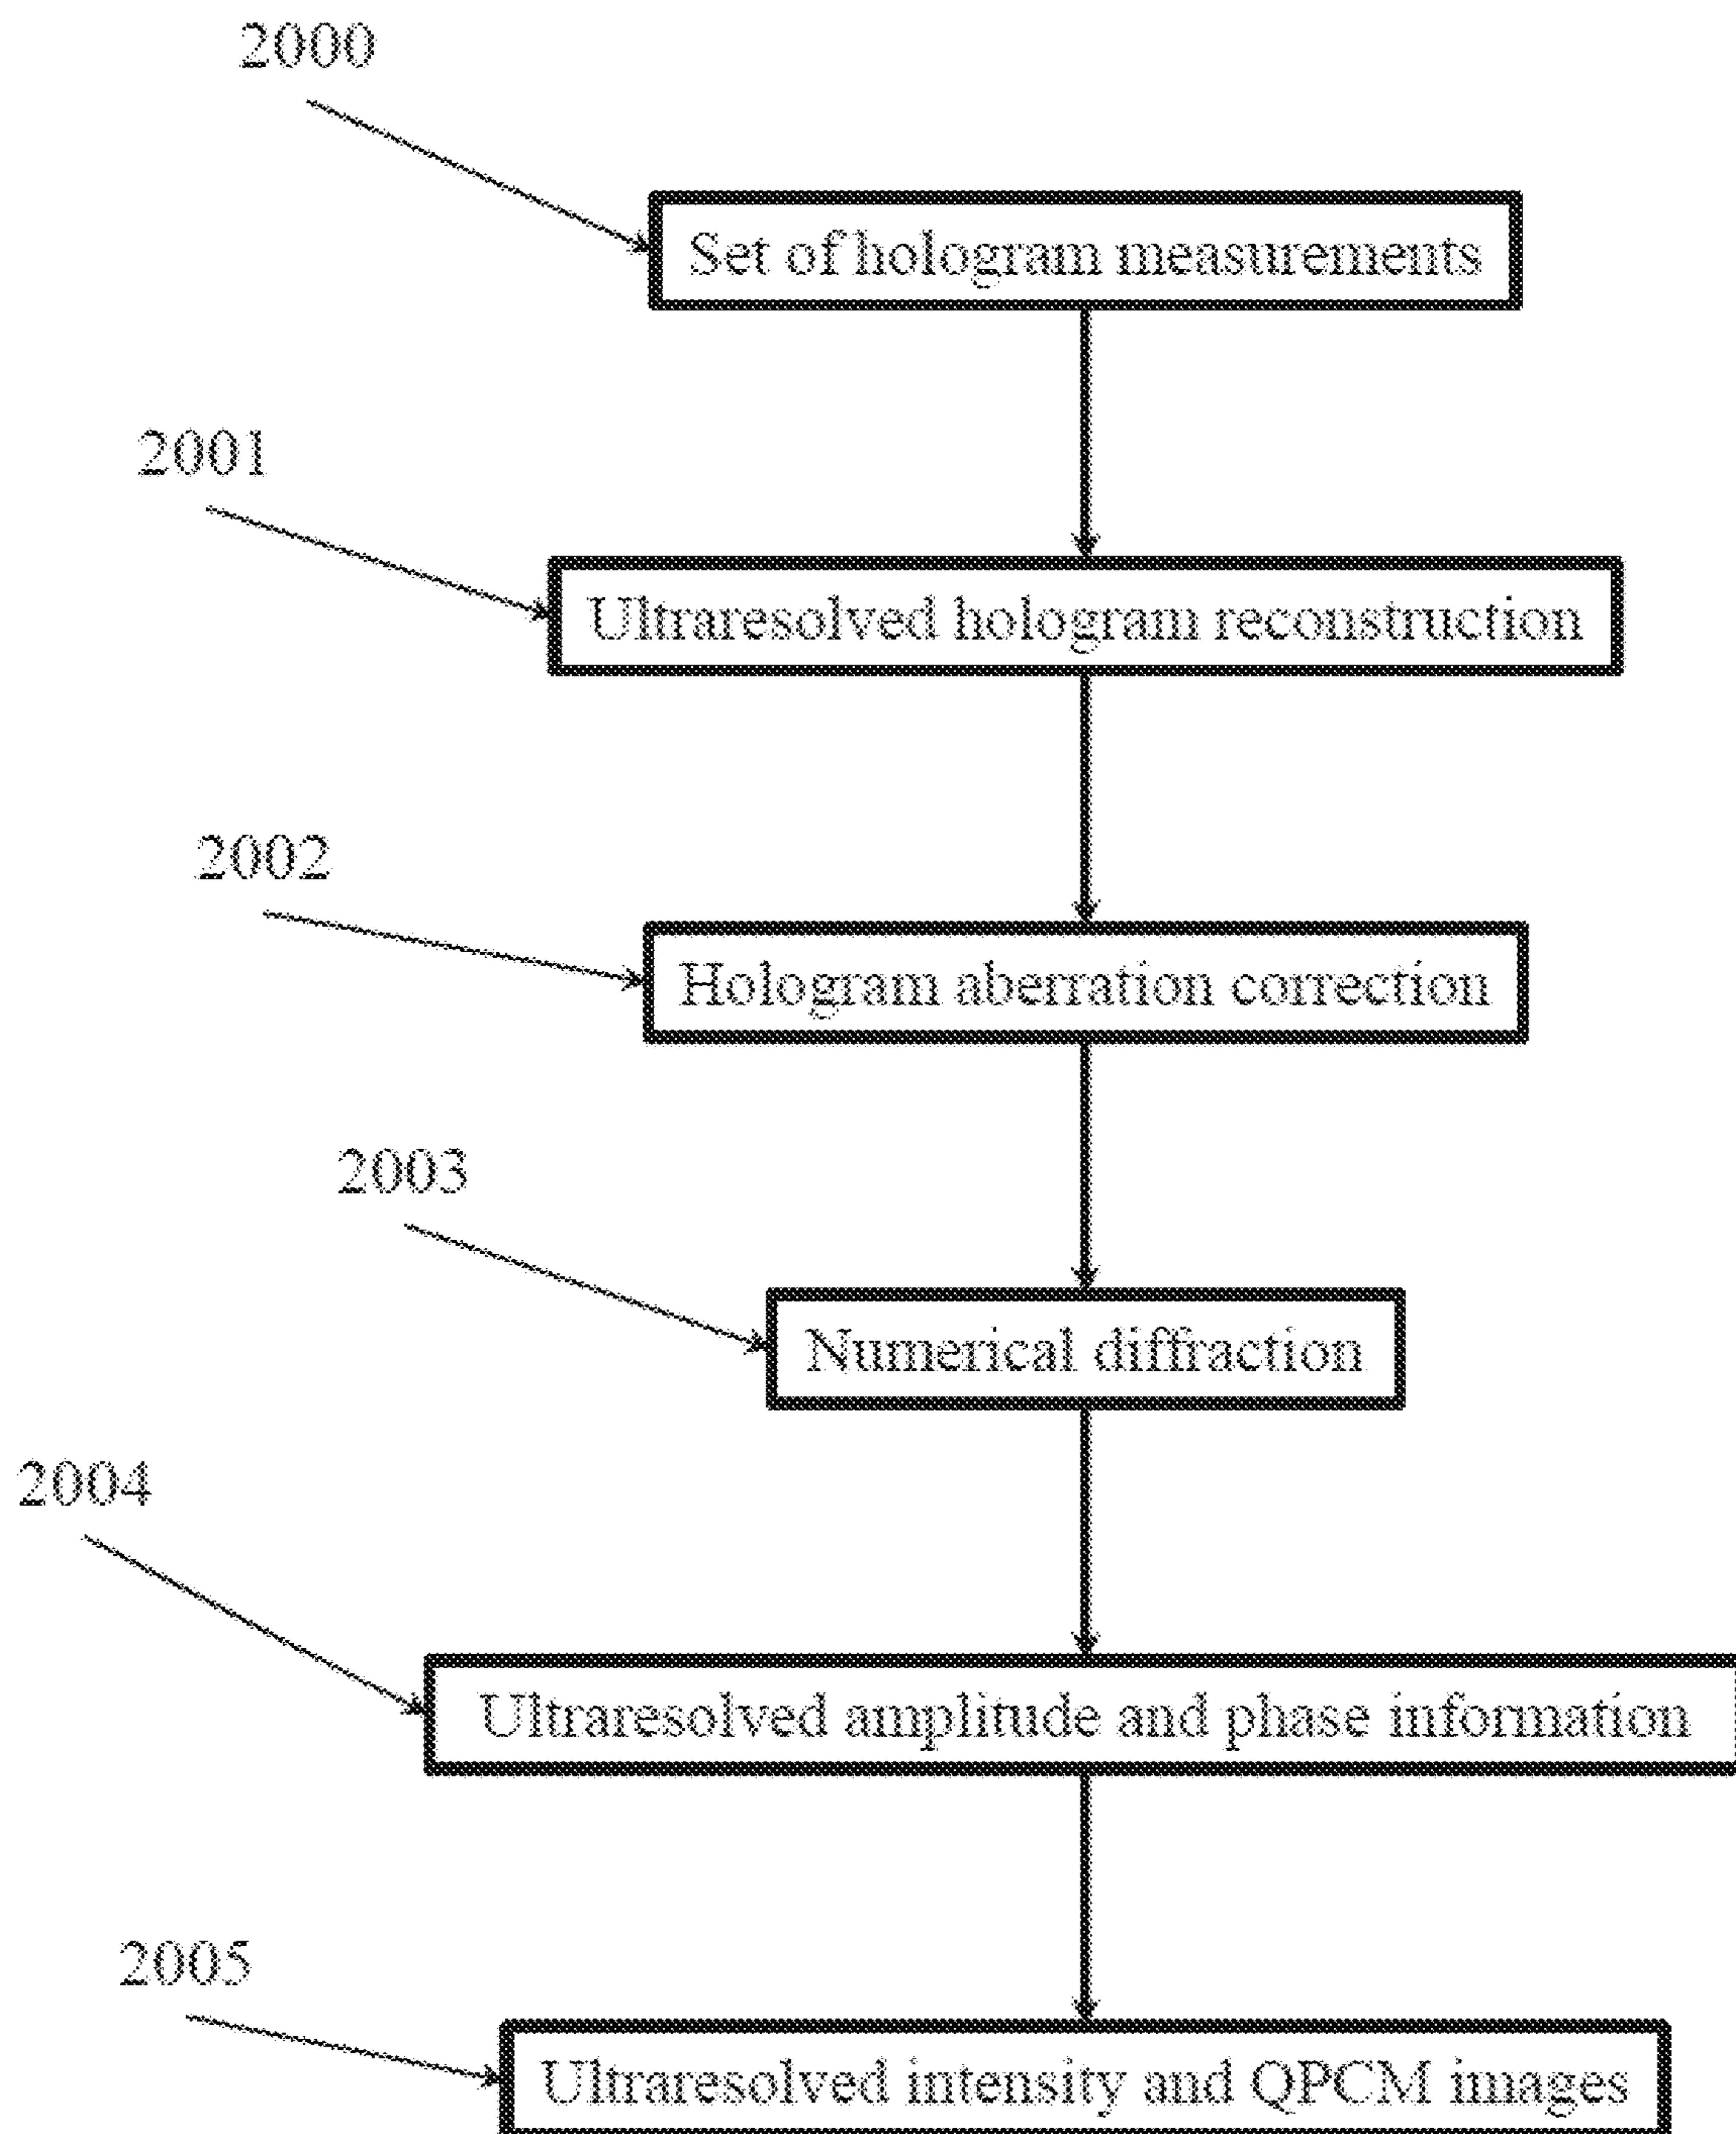 2000
Set of hologram measurements
2001
Ultraresolved hologram reconstruction
2002
Hologram aberration correction
2003
Numerical diffraction
2004
Ultraresolved amplitude and phase information
2005
Ultraresolved intensity and QPCM images